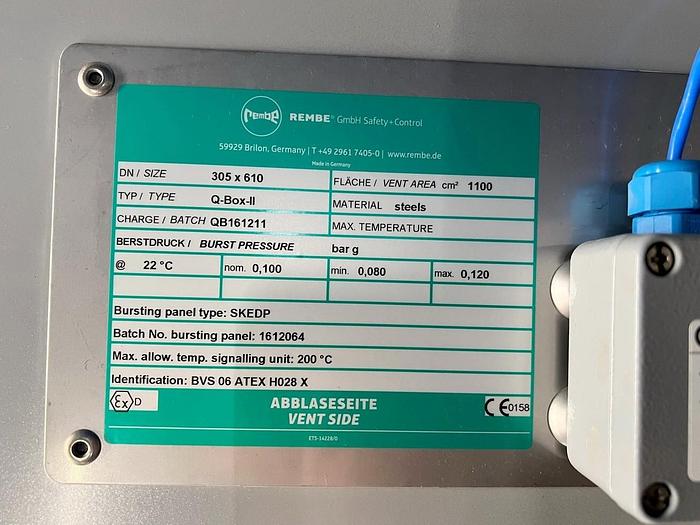 rembe REMBE® GmbH Safety+Control
59929 Brilon, Germany | T +49 2961 7405-0 | www.rembe.de
Made in Germany
DN / SIZE 305 x 610 FLÄCHE / VENT AREA cm² 1100
TYP / TYPE Q-Box-II MATERIAL steels
CHARGE / BATCH QB161211 MAX. TEMPERATURE
BERSTDRUCK / BURST PRESSURE bar g
@ 22 °C nom. 0,100 min. 0,080 max. 0,120
Bursting panel type: SKEDP
Batch No. bursting panel: 1612064
Max. allow. temp. signalling unit: 200 °C
Identification: BVS 06 ATEX H028 X
Ex D ABBLASESEITE CE 0158
VENT SIDE
ETS-14228/0